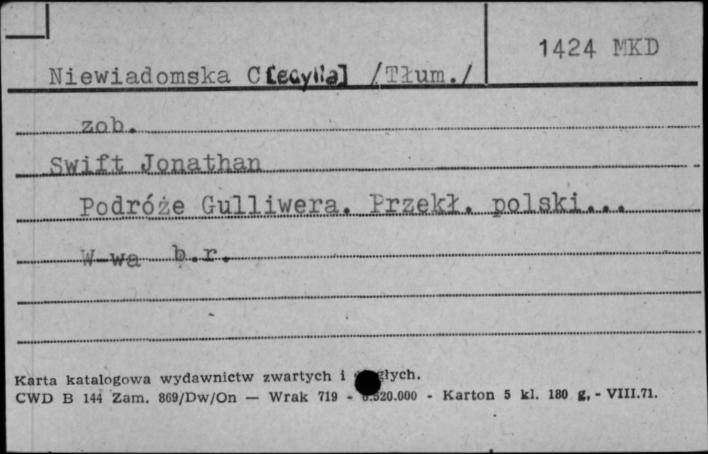 1424 MKD
Niewiadomska C[ecylia] /Tłum./
zob.
Swift Jonathan
Podróże Gulliwera. Przekł. polski...
W-wa b.r.
Karta katalogowa wydawnictw zwartych i
CWD B 144 Zam. 869/Dw/On — Wrak 719 - .520.000 - Karton 5 kl. 180 g, - VIII.71.